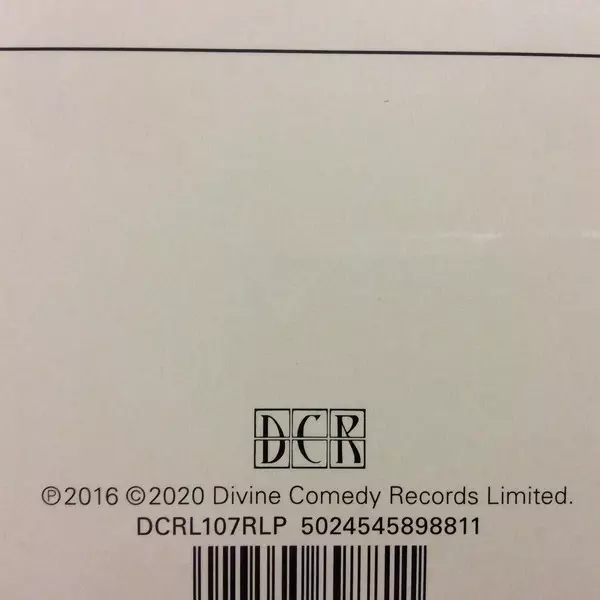 DCR
℗2016 ©2020 Divine Comedy Records Limited.
DCRL107RLP 5024545898811